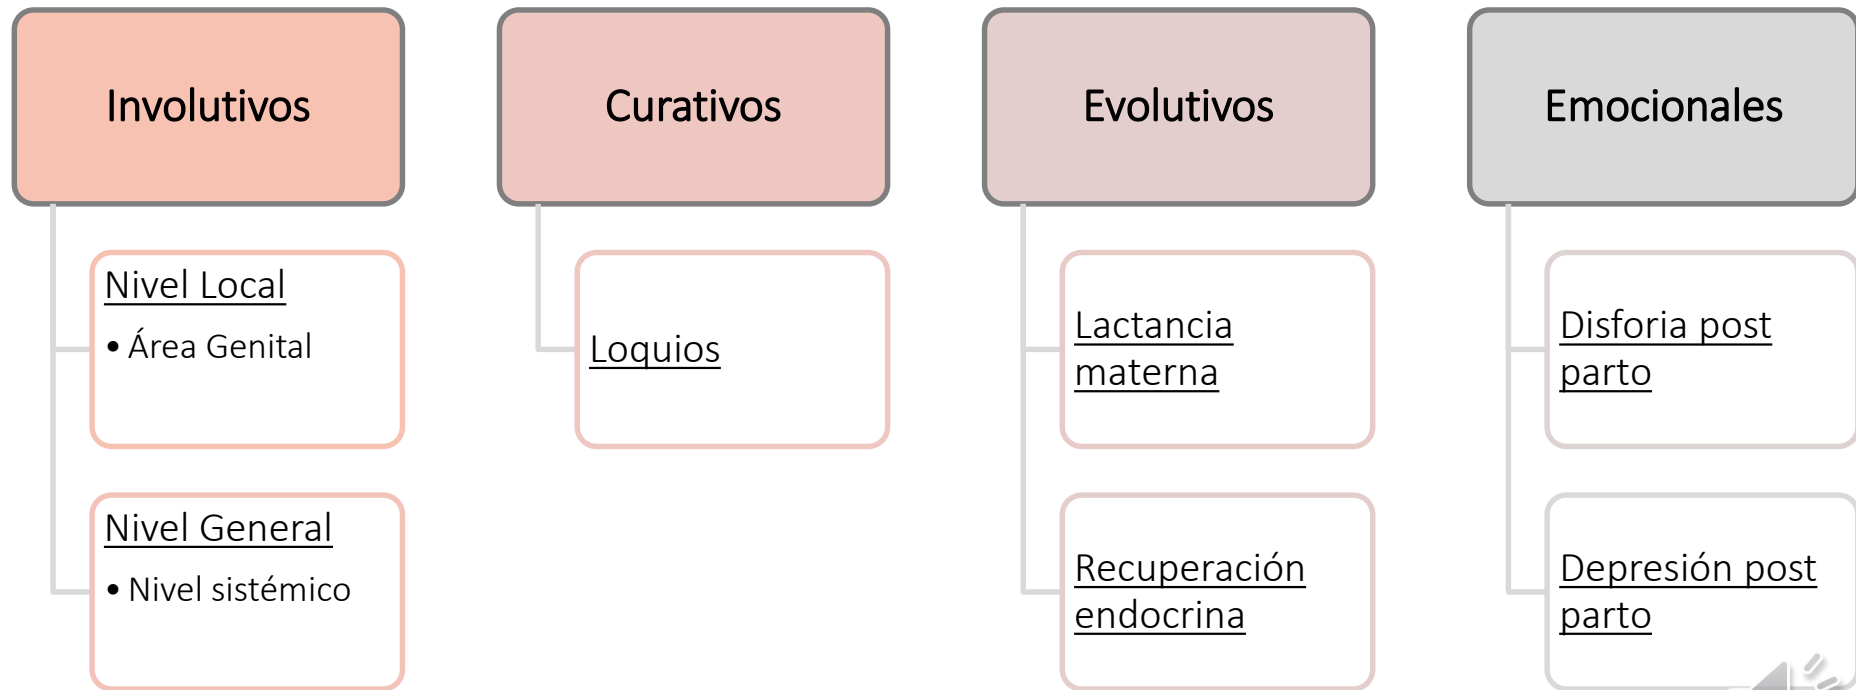 Involutivos
Nivel Local
• Área Genital
Nivel General
• Nivel sistémico
Curativos
Loquios
Evolutivos
Lactancia
materna
Recuperación
endocrina
Emocionales
Disforia post
parto
Depresión post
parto